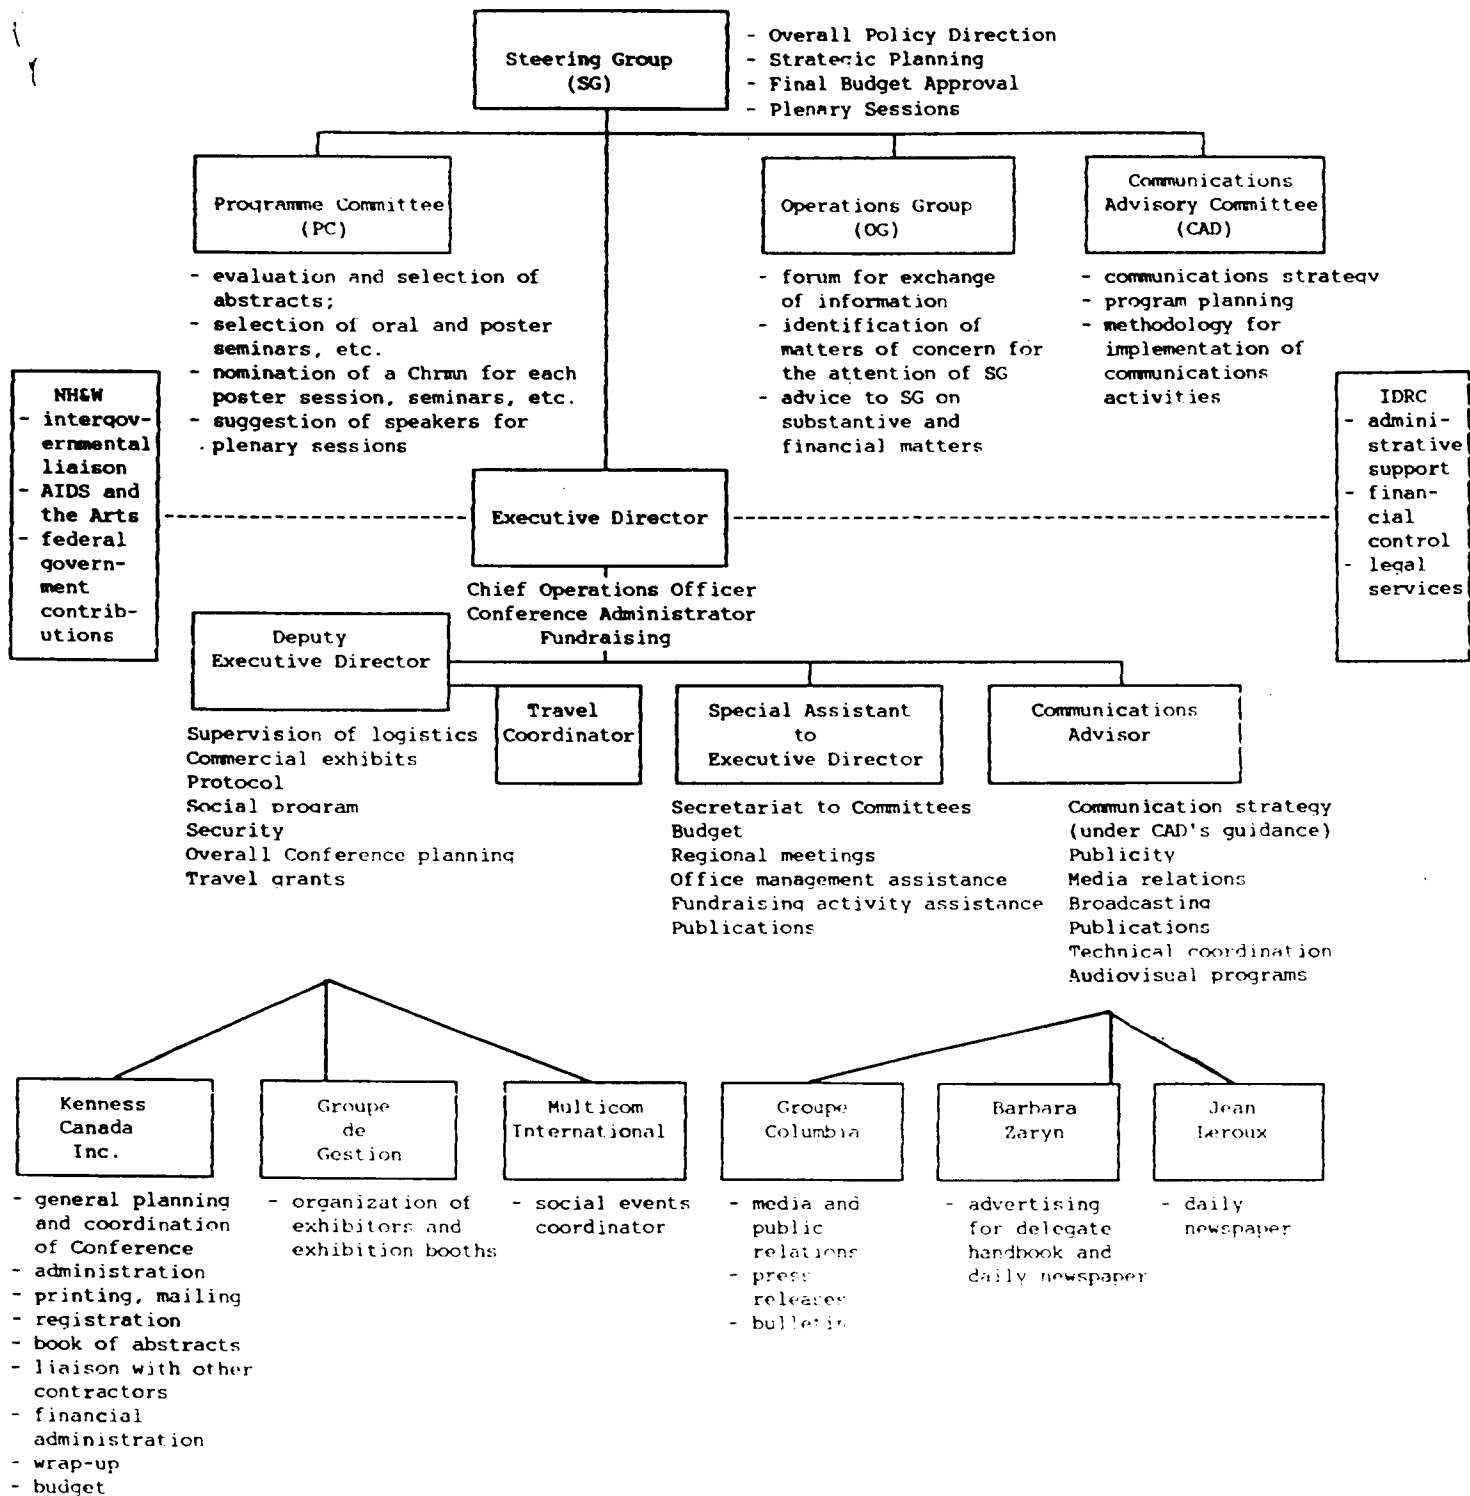 Steering Group
(SG)
- Overall Policy Direction
- Strategic Planning
- Final Budget Approval
- Plenary Sessions
Programme Committee
(PC)
- evaluation and selection of
abstracts;
- selection of oral and poster
seminars, etc.
- nomination of a Chrmn for each
poster session, seminars, etc.
- suggestion of speakers for
plenary sessions
Operations Group
(OG)
- forum for exchange
of information
- identification of
matters of concern for
the attention of SG
- advice to SG on
substantive and
financial matters
Communications
Advisory Committee
(CAD)
- communications strategy
- program planning
- methodology for
implementation of
communications
activities
NH&W
- intergov-
ernmental
liaison
- AIDS and
the Arts
- federal
govern-
ment
contrib-
utions
Executive Director
IDRC
- admini-
strative
support
- finan-
cial
control
- legal
services
Chief Operations Officer
Conference Administrator
Fundraising
Deputy
Executive Director
Supervision of logistics
Commercial exhibits
Protocol
Social program
Security
Overall Conference planning
Travel grants
Travel
Coordinator
Special Assistant
to
Executive Director
Secretariat to Committees
Budget
Regional meetings
Office management assistance
Fundraising activity assistance
Publications
Communications
Advisor
Communication strategy
(under CAD's guidance)
Publicity
Media relations
Broadcasting
Publications
Technical coordination
Audiovisual programs
Kenness
Canada
Inc.
- general planning
and coordination
of Conference
- administration
- printing, mailing
- registration
- book of abstracts
- liaison with other
contractors
- financial
administration
- wrap-up
- budget
Groupe
de
Gestion
- organization of
exhibitors and
exhibition booths
Multicom
International
- social events
coordinator
Groupe
Columbia
- media and
public
relations
- press
releases
- bulletin
Barbara
Zaryn
- advertising
for delegate
handbook and
daily newspaper
Jean
Leroux
- daily
newspaper